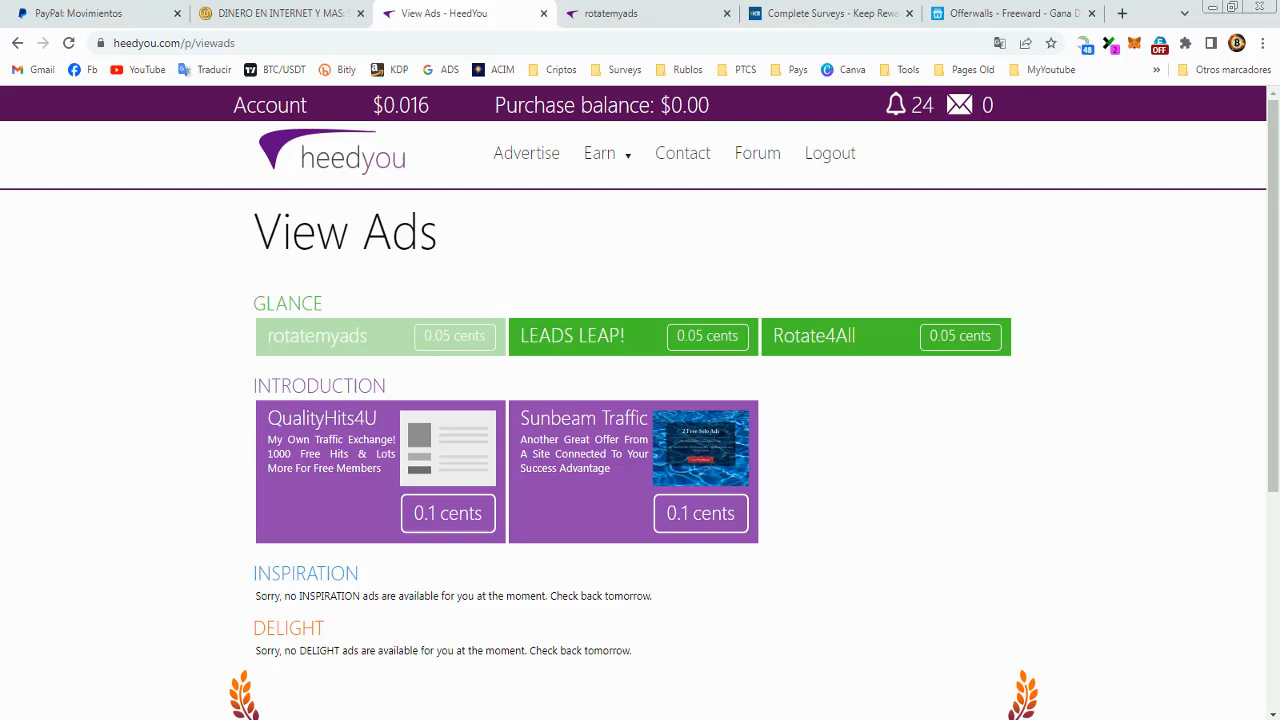 PayPal: Movimientos
DINERO EN INTERNET Y MAS:
View Ads - HeedYou
rotatemyads
Complete Surveys - Keep Rewa
Offerwalls - Freeward - Gana D
heedyou.com/p/viewads
48
2
OFF
Gmail
Fb
YouTube
Traducir
BTC/USDT
Bitly
KDP
ADS
ACIM
Criptos
Surveys
Rublos
PTCS
Pays
Canva
Tools
Pages Old
MyYoutube
»
Otros marcadores
Account
$0.016
Purchase balance: $0.00
24
0
heedyou
Advertise
Earn
Contact
Forum
Logout
View Ads
GLANCE
rotatemyads
0.05 cents
LEADS LEAP!
0.05 cents
Rotate4All
0.05 cents
INTRODUCTION
QualityHits4U
My Own Traffic Exchange!
1000 Free Hits & Lots
More For Free Members
0.1 cents
Sunbeam Traffic
Another Great Offer From
A Site Connected To Your
Success Advantage
2 Free Solo Ads
0.1 cents
INSPIRATION
Sorry, no INSPIRATION ads are available for you at the moment. Check back tomorrow.
DELIGHT
Sorry, no DELIGHT ads are available for you at the moment. Check back tomorrow.